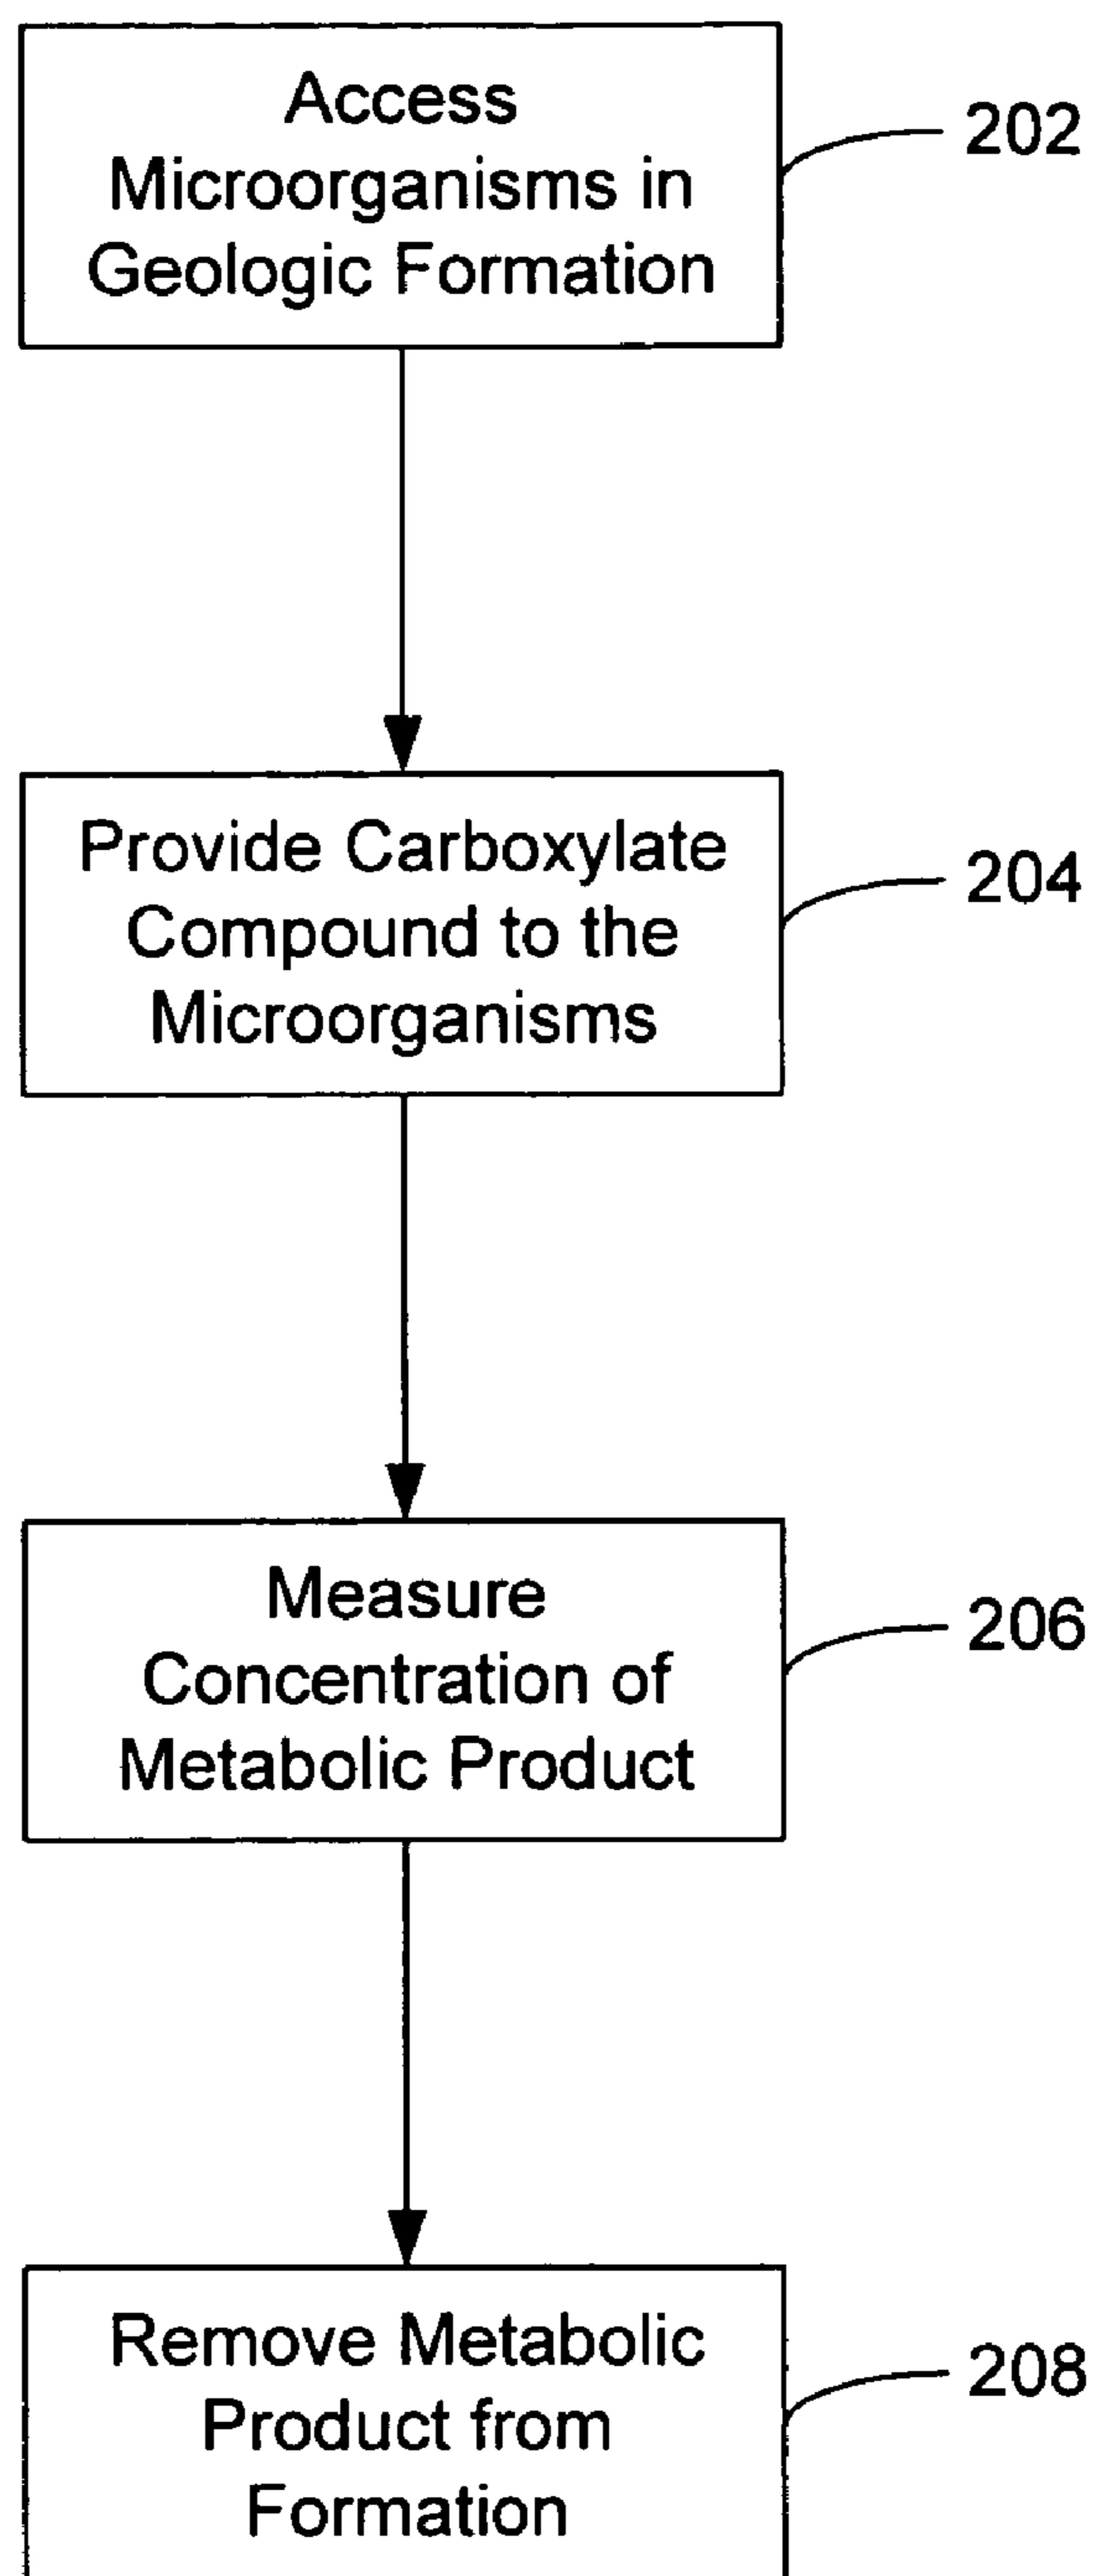 Access
Microorganisms in
Geologic Formation
202
Provide Carboxylate
Compound to the
Microorganisms
204
Measure
Concentration of
Metabolic Product
206
Remove Metabolic
Product from
Formation
208